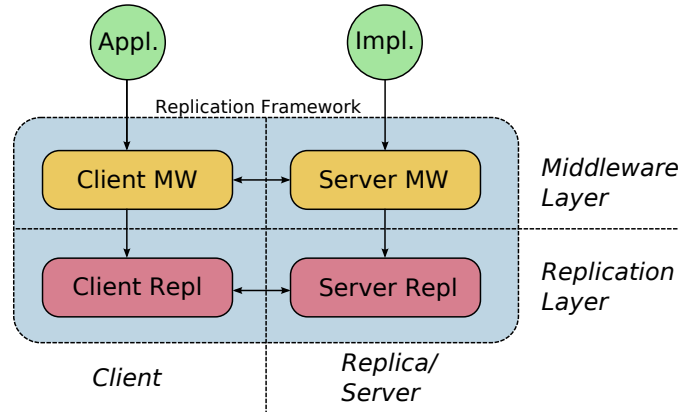 Appl.
Impl.
Replication Framework
Client MW
Server MW
Middleware
Layer
Client Repl
Server Repl
Replication
Layer
Client
Replica/
Server